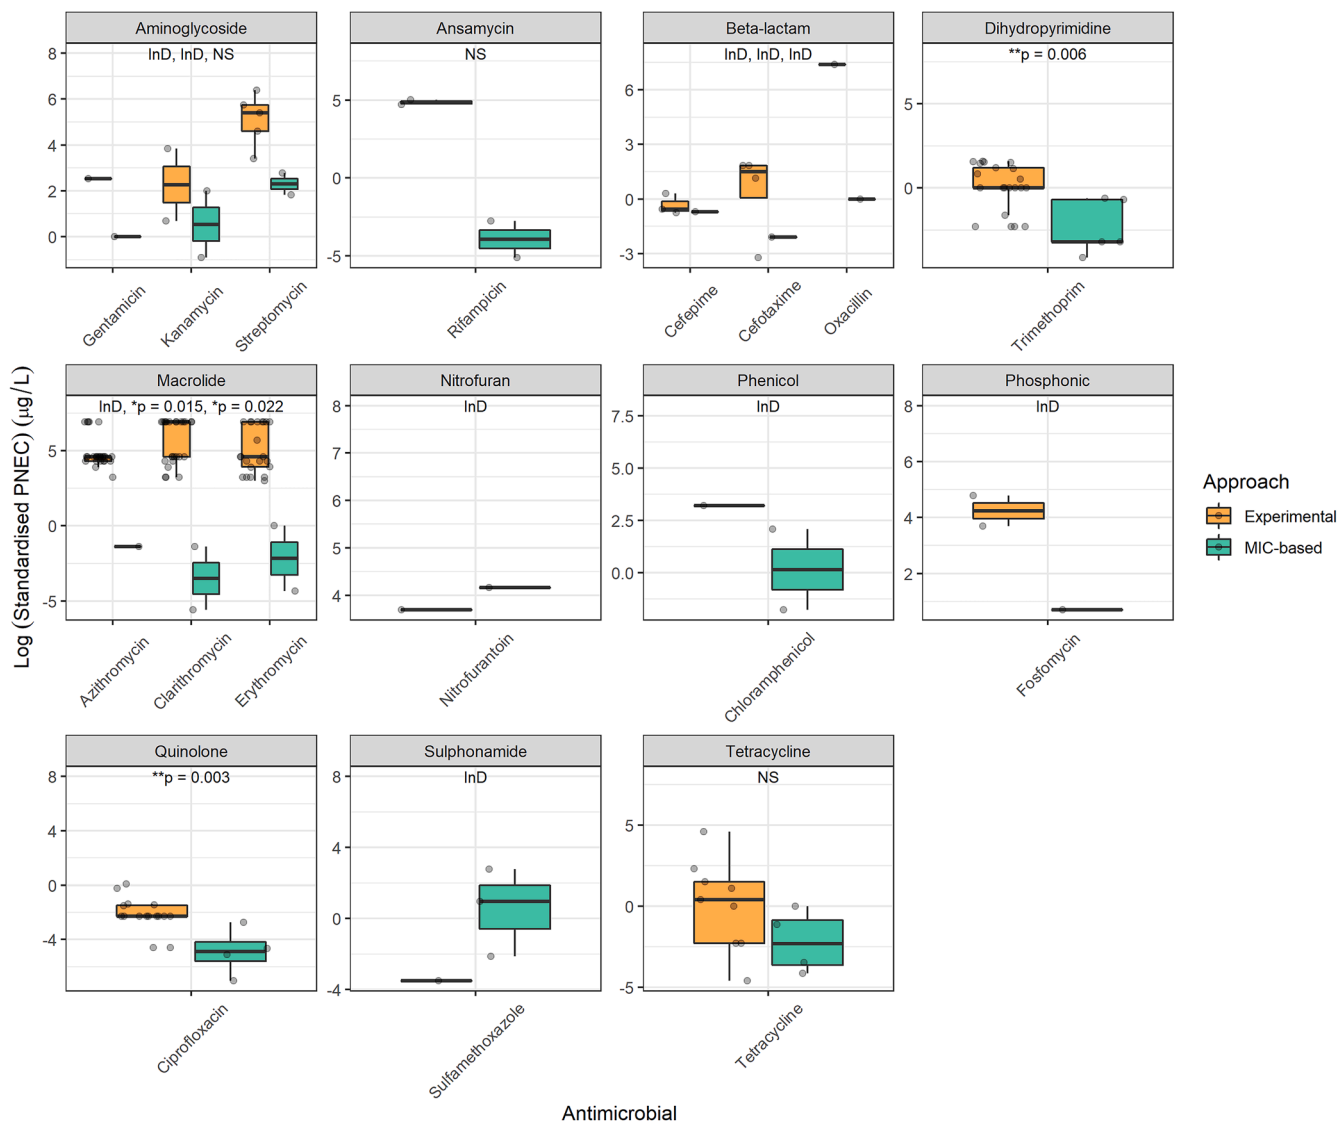 Aminoglycoside
Ansamycin
Beta-lactam
Dihydropyrimidine
InD, InD, NS
NS
InD, InD, InD
**p = 0.006
8
6
4
2
0
5
0
-5
6
3
0
-3
5
0
Gentamicin
Kanamycin
Streptomycin
Rifampicin
Cefepime
Cefotaxime
Oxacillin
Trimethoprim
Macrolide
Nitrofuran
Phenicol
Phosphonic
InD, *p = 0.015, *p = 0.022
InD
InD
InD
5
0
-5
8
7
6
5
4
7.5
5.0
2.5
0.0
8
6
4
2
Azithromycin
Clarithromycin
Erythromycin
Nitrofurantoin
Chloramphenicol
Fosfomycin
Log (Standardised PNEC) (μg/L)
Approach
Experimental
MIC-based
Quinolone
Sulphonamide
Tetracycline
**p = 0.003
InD
NS
8
4
0
-4
8
4
0
-4
5
0
-5
Ciprofloxacin
Sulfamethoxazole
Tetracycline
Antimicrobial